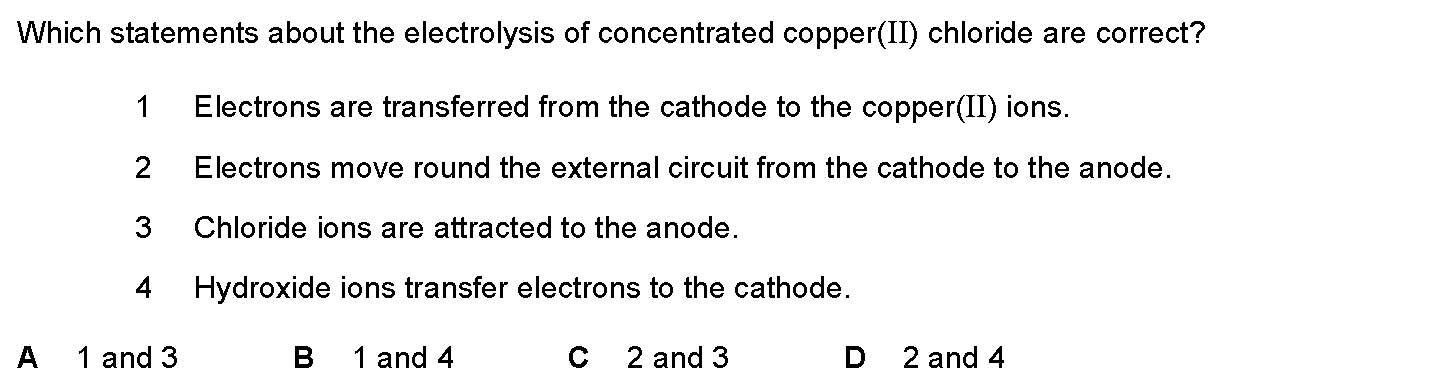 Which statements about the electrolysis of concentrated copper(II) chloride are correct?
1 Electrons are transferred from the cathode to the copper(II) ions.
2 Electrons move round the external circuit from the cathode to the anode.
3 Chloride ions are attracted to the anode.
4 Hydroxide ions transfer electrons to the cathode.
A 1 and 3 B 1 and 4 C 2 and 3 D 2 and 4